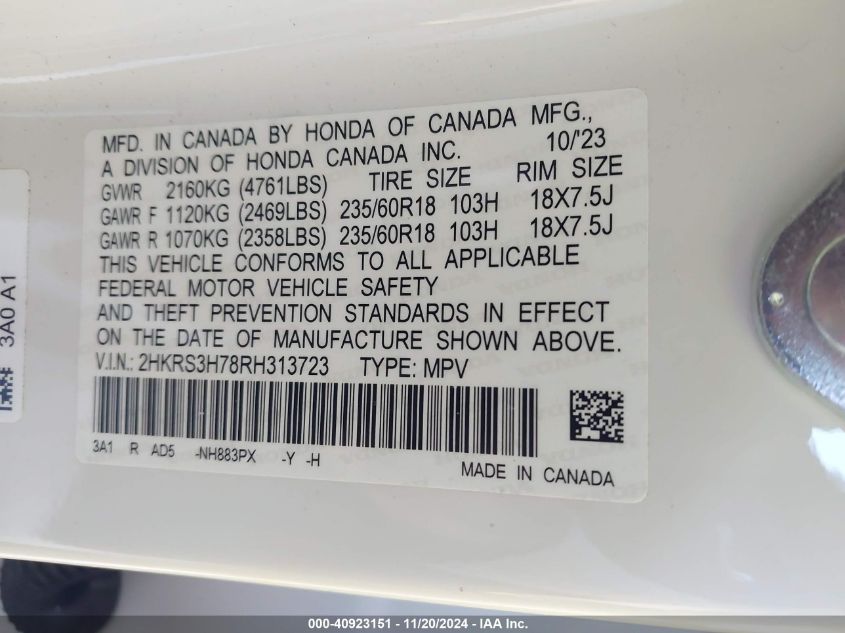 MFD. IN CANADA BY HONDA OF CANADA MFG.,
A DIVISION OF HONDA CANADA INC. 10/'23
GVWR 2160KG (4761LBS) TIRE SIZE RIM SIZE
GAWR F 1120KG (2469LBS) 235/60R18 103H 18X7.5J
GAWR R 1070KG (2358LBS) 235/60R18 103H 18X7.5J
THIS VEHICLE CONFORMS TO ALL APPLICABLE
FEDERAL MOTOR VEHICLE SAFETY
AND THEFT PREVENTION STANDARDS IN EFFECT
ON THE DATE OF MANUFACTURE SHOWN ABOVE.
V.I.N.: 2HKRS3H78RH313723 TYPE: MPV
3A1 R AD5 -NH883PX -Y -H
MADE IN CANADA
3A0 A1
000-40923151 - 11/20/2024 - IAA Inc.